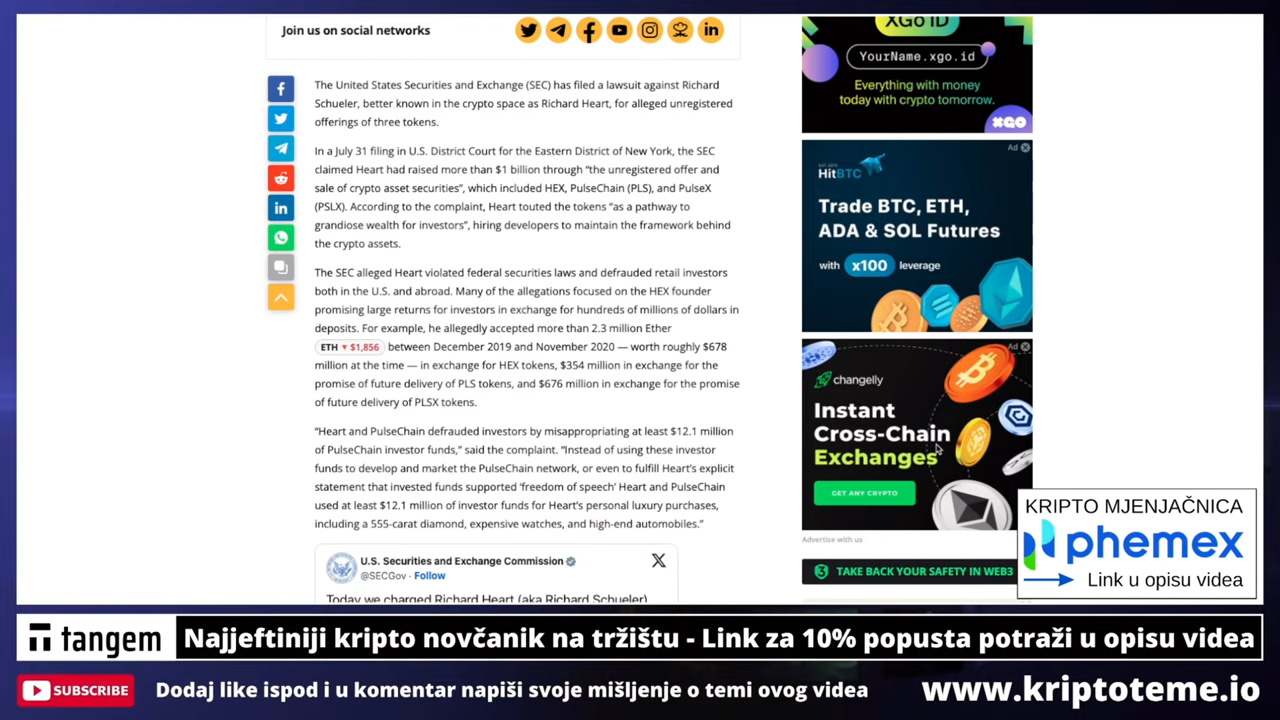 Join us on social networks
The United States Securities and Exchange (SEC) has filed a lawsuit against Richard
Schueler, better known in the crypto space as Richard Heart, for alleged unregistered
offerings of three tokens.
In a July 31 filing in U.S. District Court for the Eastern District of New York, the SEC
claimed Heart had raised more than $1 billion through “the unregistered offer and
sale of crypto asset securities”, which included HEX, PulseChain (PLS), and PulseX
(PSLX). According to the complaint, Heart touted the tokens “as a pathway to
grandiose wealth for investors”, hiring developers to maintain the framework behind
the crypto assets.
The SEC alleged Heart violated federal securities laws and defrauded retail investors
both in the U.S. and abroad. Many of the allegations focused on the HEX founder
promising large returns for investors in exchange for hundreds of millions of dollars in
deposits. For example, he allegedly accepted more than 2.3 million Ether
ETH ▼ $1,856 between December 2019 and November 2020 — worth roughly $678
million at the time — in exchange for HEX tokens, $354 million in exchange for the
promise of future delivery of PLS tokens, and $676 million in exchange for the promise
of future delivery of PLSX tokens.
“Heart and PulseChain defrauded investors by misappropriating at least $12.1 million
of PulseChain investor funds,” said the complaint. “Instead of using these investor
funds to develop and market the PulseChain network, or even to fulfill Heart’s explicit
statement that invested funds supported ‘freedom of speech’ Heart and PulseChain
used at least $12.1 million of investor funds for Heart’s personal luxury purchases,
including a 555-carat diamond, expensive watches, and high-end automobiles.”
U.S. Securities and Exchange Commission
@SECGov · Follow
Today we charged Richard Heart (aka Richard Schueler)
XGo ID
YourName.xgo.id
Everything with money
today with crypto tomorrow.
XGO
Ad
HitBTC
Trade BTC, ETH,
ADA & SOL Futures
with x100 leverage
Ad
changelly
Instant
Cross-Chain
Exchanges
GET ANY CRYPTO
Advertise with us
TAKE BACK YOUR SAFETY IN WEB3
KRIPTO MJENJAČNICA
phemex
Link u opisu videa
tangem
Najjeftiniji kripto novčanik na tržištu - Link za 10% popusta potraži u opisu videa
SUBSCRIBE
Dodaj like ispod i u komentar napiši svoje mišljenje o temi ovog videa
www.kriptoteme.io